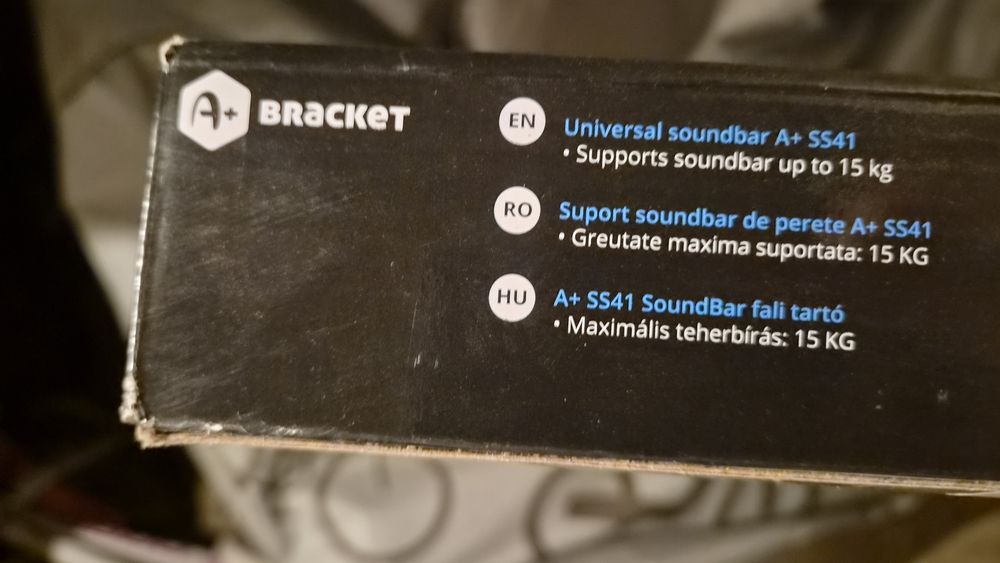 A+ BRACKET
EN
Universal soundbar A+ SS41
• Supports soundbar up to 15 kg
RO
Suport soundbar de perete A+ SS41
• Greutate maxima suportata: 15 KG
HU
A+ SS41 SoundBar fali tartó
• Maximális teherbírás: 15 KG